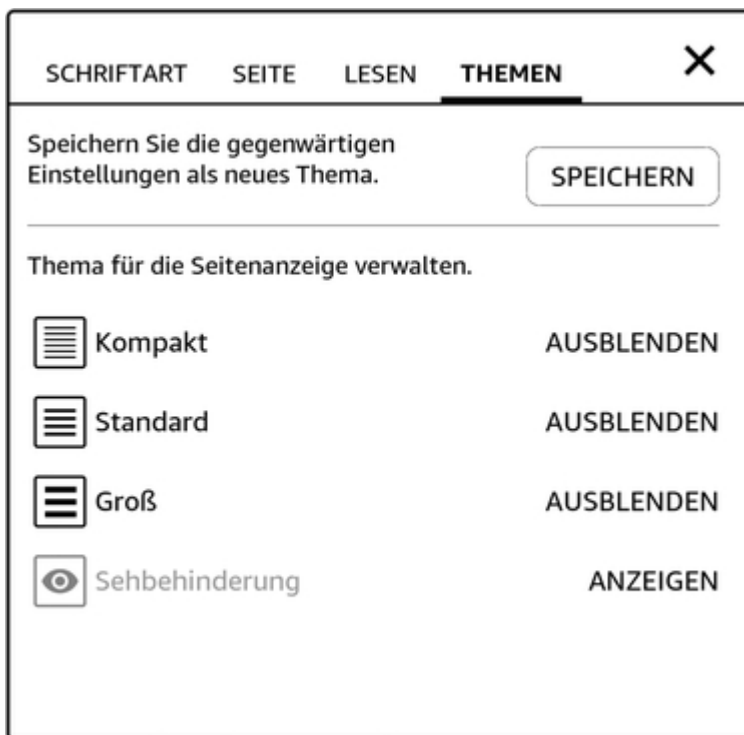 SCHRIFTART SEITE LESEN THEMEN
Speichern Sie die gegenwärtigen
Einstellungen als neues Thema.
SPEICHERN
Thema für die Seitenanzeige verwalten.
Kompakt AUSBLENDEN
Standard AUSBLENDEN
Groß AUSBLENDEN
Sehbehinderung ANZEIGEN